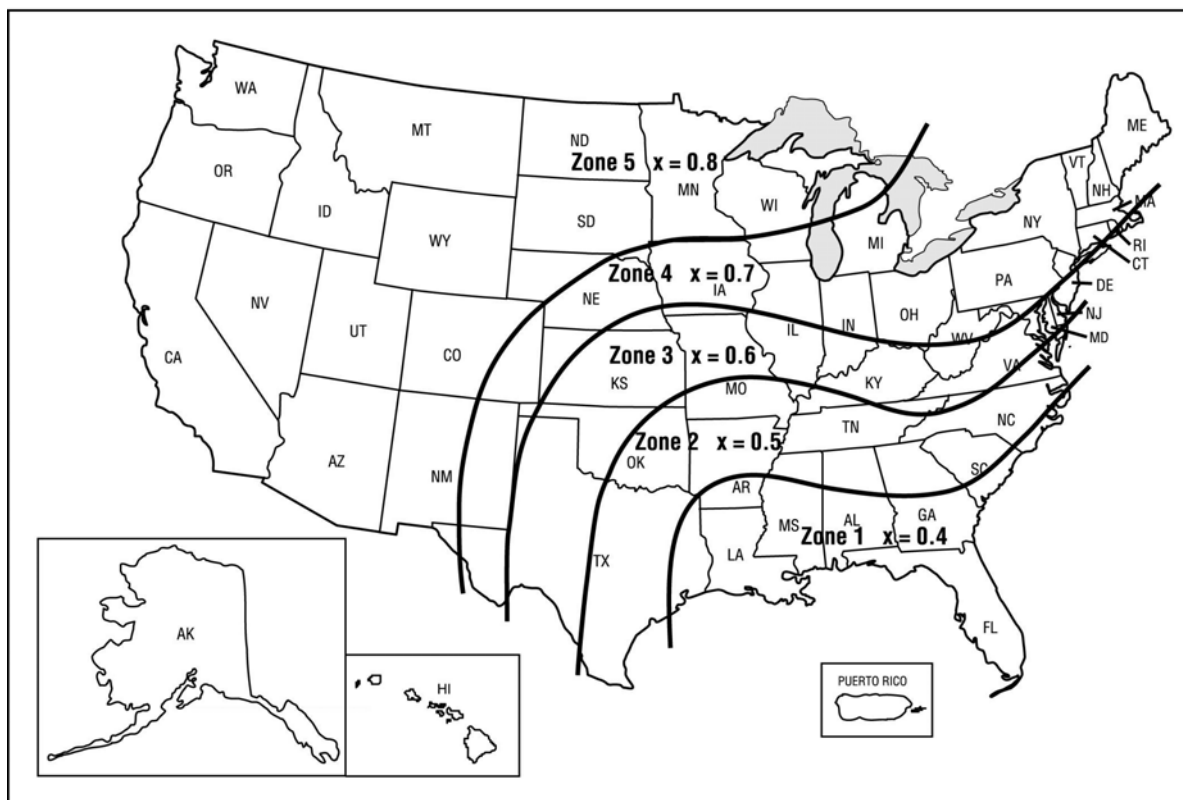 WA
MT
ND
ME
OR
Zone 5 x = 0.8
MN
VT
NH
ID
WI
MA
WY
SD
MI
NY
RI
Zone 4 x = 0.7
CT
NE
IA
PA
DE
NV
UT
IL
IN
OH
NJ
CO
WV
MD
CA
Zone 3 x = 0.6
VA
KS
MO
KY
AZ
NM
Zone 2 x = 0.5
OK
TN
NC
AR
SC
MS
AL
GA
Zone 1 x = 0.4
TX
LA
FL
AK
HI
PUERTO RICO